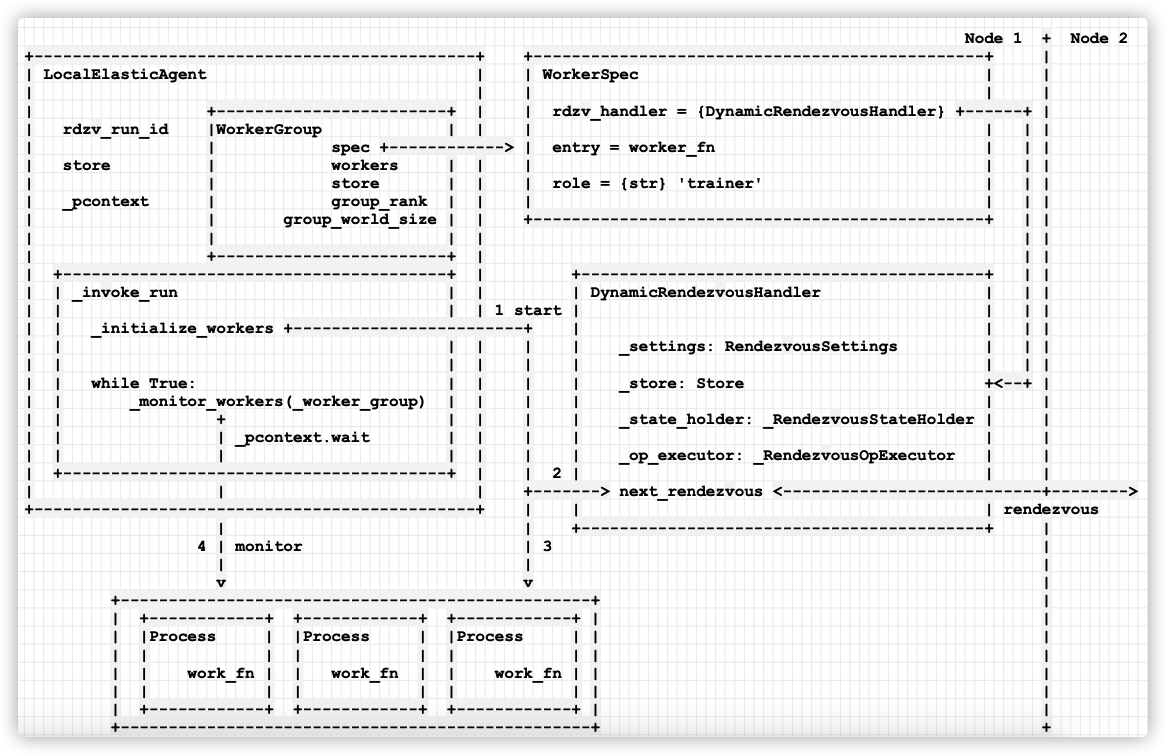 Node 1 + Node 2
LocalElasticAgent
rdzv_run_id
store
_pcontext
WorkerGroup
spec
workers
store
group_rank
group_world_size
WorkerSpec
rdzv_handler = {DynamicRendezvousHandler}
entry = worker_fn
role = {str} 'trainer'
_invoke_run
_initialize_workers
while True:
_monitor_workers(_worker_group)
_pcontext.wait
1 start
DynamicRendezvousHandler
_settings: RendezvousSettings
_store: Store
_state_holder: _RendezvousStateHolder
_op_executor: _RendezvousOpExecutor
2
next_rendezvous
rendezvous
4
monitor
3
Process
work_fn
Process
work_fn
Process
work_fn